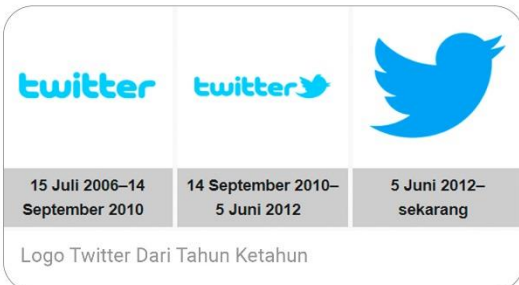 twitter
twitter
15 Juli 2006–14
September 2010
14 September 2010–
5 Juni 2012
5 Juni 2012–
sekarang
Logo Twitter Dari Tahun Ketahun